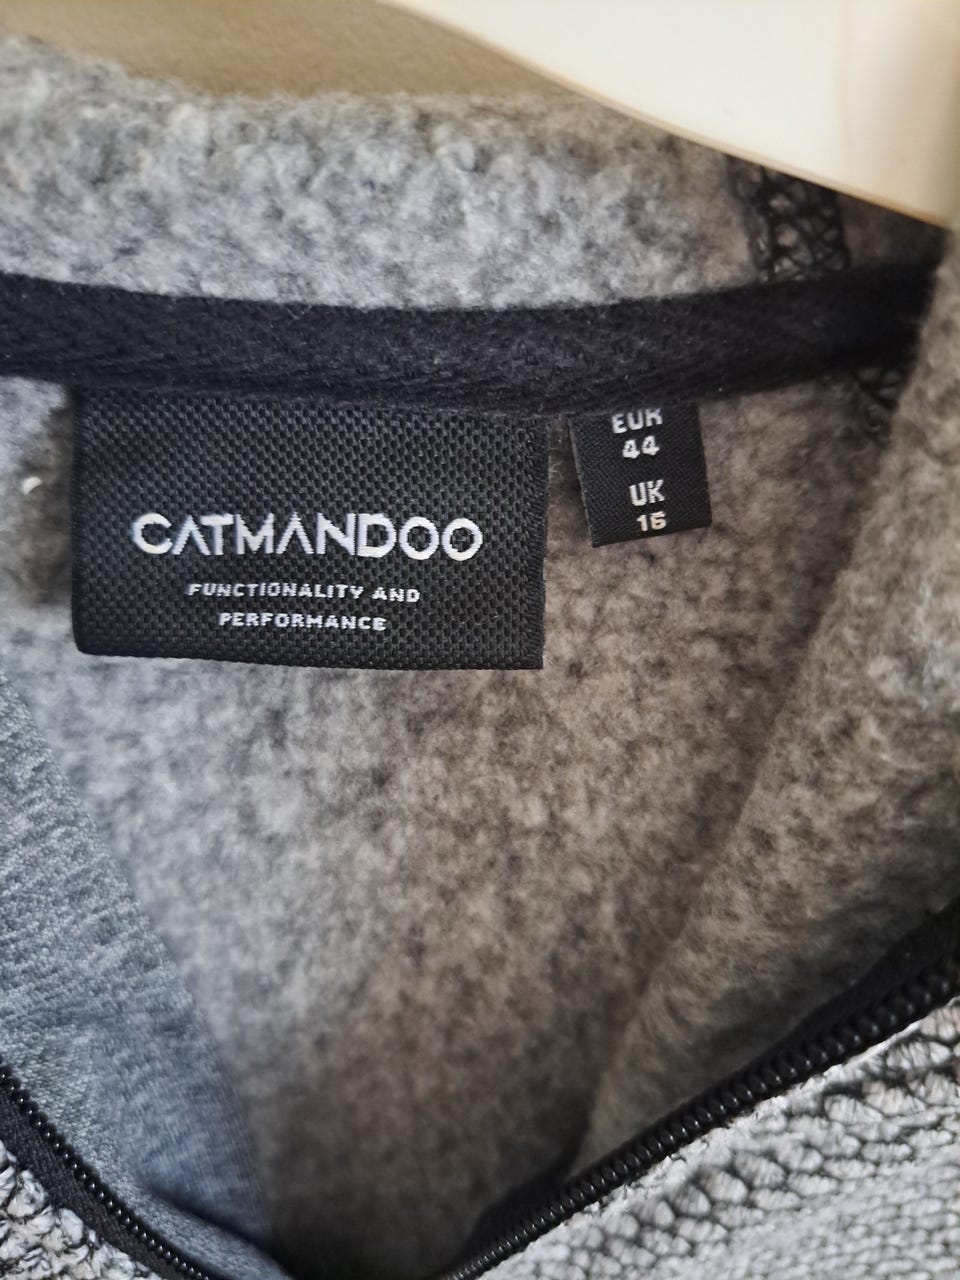 CATMANDOO
FUNCTIONALITY AND
PERFORMANCE
EUR
44
UK
16